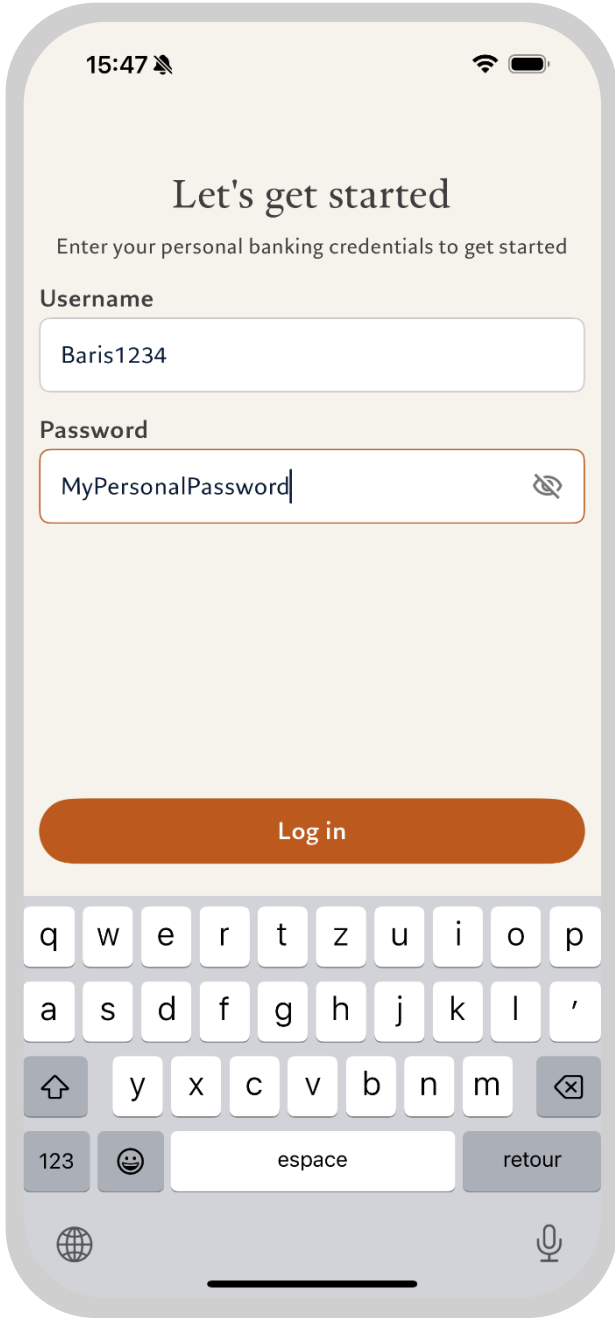 15:47
Let's get started
Enter your personal banking credentials to get started
Username
Baris1234
Password
MyPersonalPassword
Log in
q w e r t z u i o p
a s d f g h j k l ′
y x c v b n m
123 espace retour